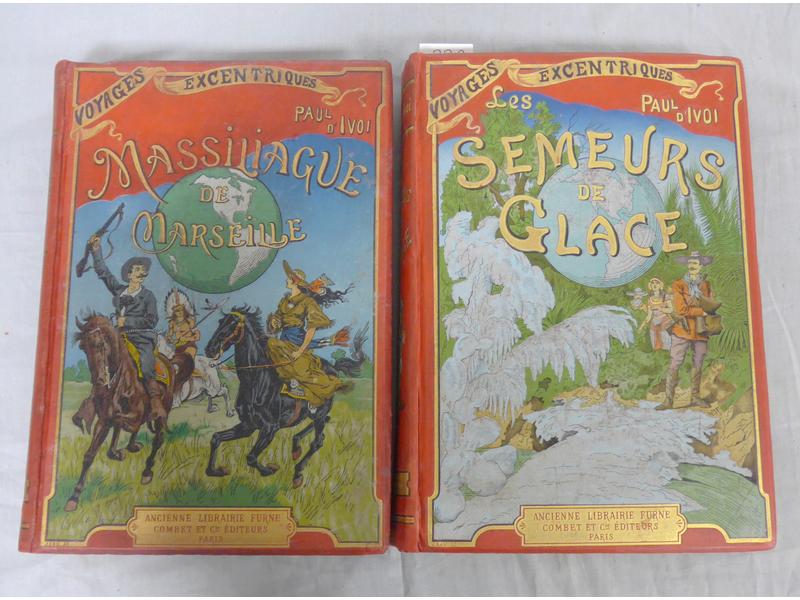 VOYAGES EXCENTRIQUES
PAUL
D'IVOI
MASSILIAGUE
DE
MARSEILLE
ANCIENNE LIBRAIRIE FURNE
COMBET ET Cie ÉDITEURS
PARIS
VOYAGES EXCENTRIQUES
PAUL
D'IVOI
Les
SEMEURS
DE
GLACE
ANCIENNE LIBRAIRIE FURNE
COMBET ET Cie ÉDITEURS
PARIS